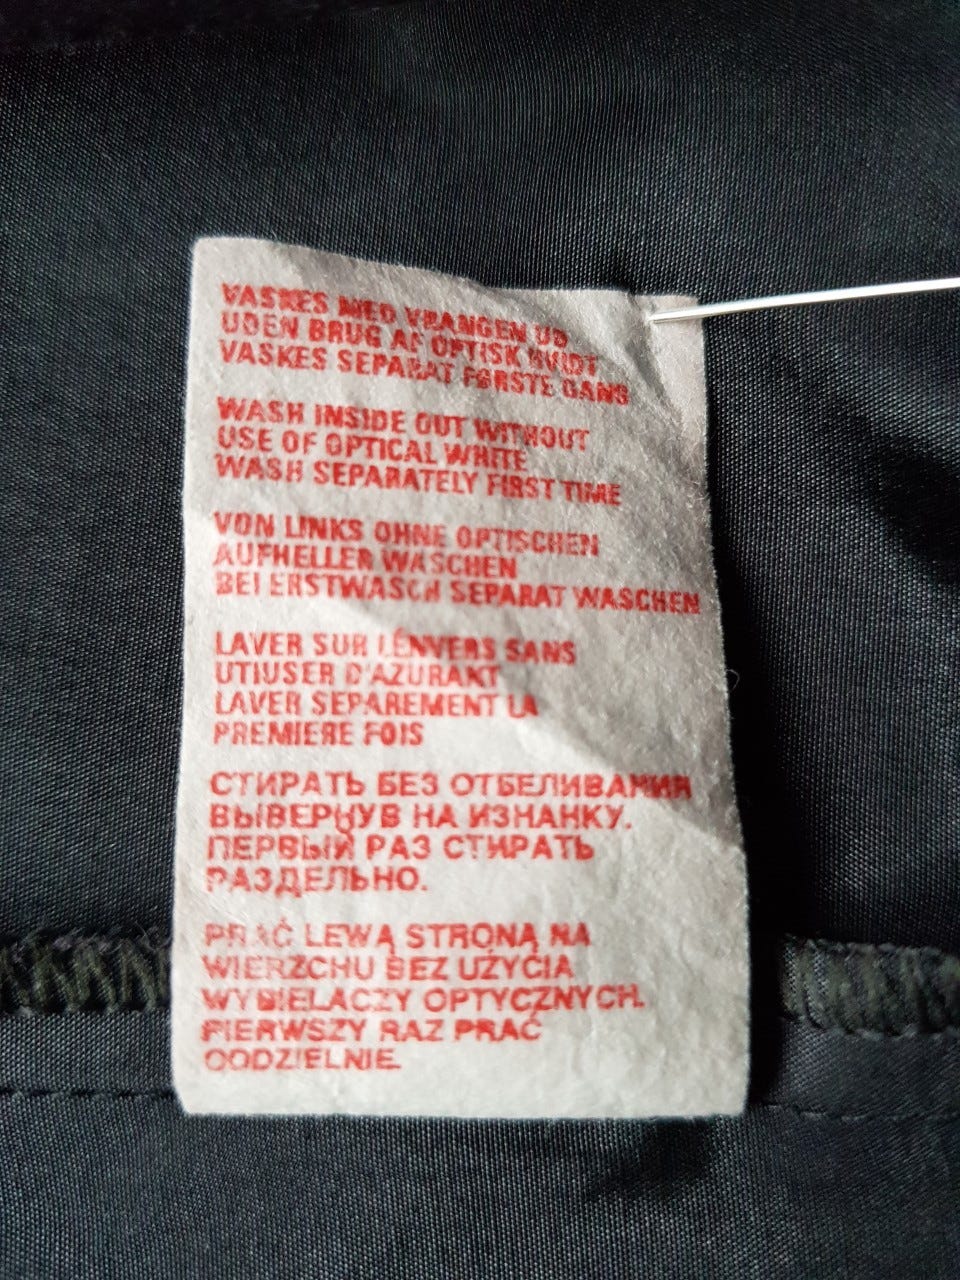 VASKES MED VRANGEN UD
UDEN BRUG AF OPTISK HVIDT
VASKES SEPARAT FØRSTE GANG
WASH INSIDE OUT WITHOUT
USE OF OPTICAL WHITE
WASH SEPARATELY FIRST TIME
VON LINKS OHNE OPTISCHEN
AUFHELLER WASCHEN
BEI ERSTWASCH SEPARAT WASCHEN
LAVER SUR LÉNVERS SANS
UTIUSER D'AZURANT
LAVER SEPAREMENT LA
PREMIERE FOIS
СТИРАТЬ БЕЗ ОТБЕЛИВАНИЯ
ВЫВЕРНУВ НА ИЗНАНКУ.
ПЕРВЫЙ РАЗ СТИРАТЬ
РАЗДЕЛЬНО.
PRAĆ LEWĄ STRONĄ NA
WIERZCHU BEZ UŻYCIA
WYBIELACZY OPTYCZNYCH.
PIERWSZY RAZ PRAĆ
ODDZIELNIE.